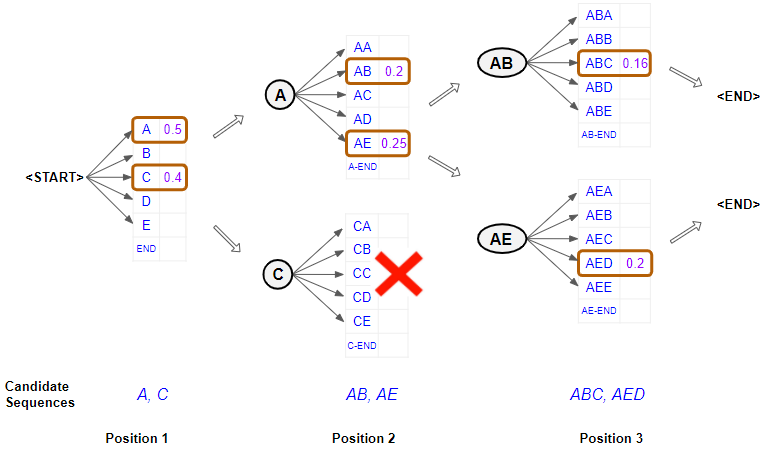 <START>
A 0.5
B
C 0.4
D
E
END
A
AA
AB 0.2
AC
AD
AE 0.25
A-END
C
CA
CB
CC
CD
CE
C-END
AB
ABA
ABB
ABC 0.16
ABD
ABE
AB-END
<END>
AE
AEA
AEB
AEC
AED 0.2
AEE
AE-END
<END>
Candidate
Sequences
A, C
AB, AE
ABC, AED
Position 1
Position 2
Position 3